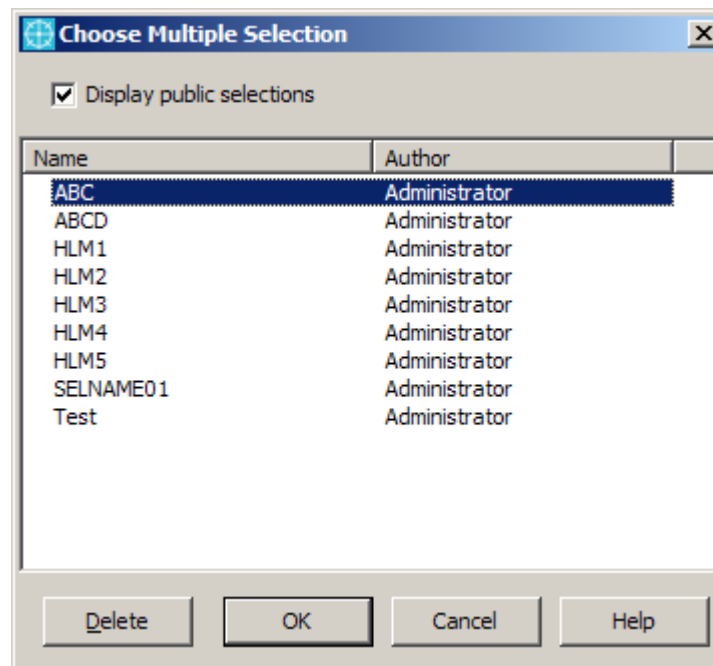 Choose Multiple Selection
Display public selections
Name Author
ABC Administrator
ABCD Administrator
HLM1 Administrator
HLM2 Administrator
HLM3 Administrator
HLM4 Administrator
HLM5 Administrator
SELNAME01 Administrator
Test Administrator
Delete OK Cancel Help